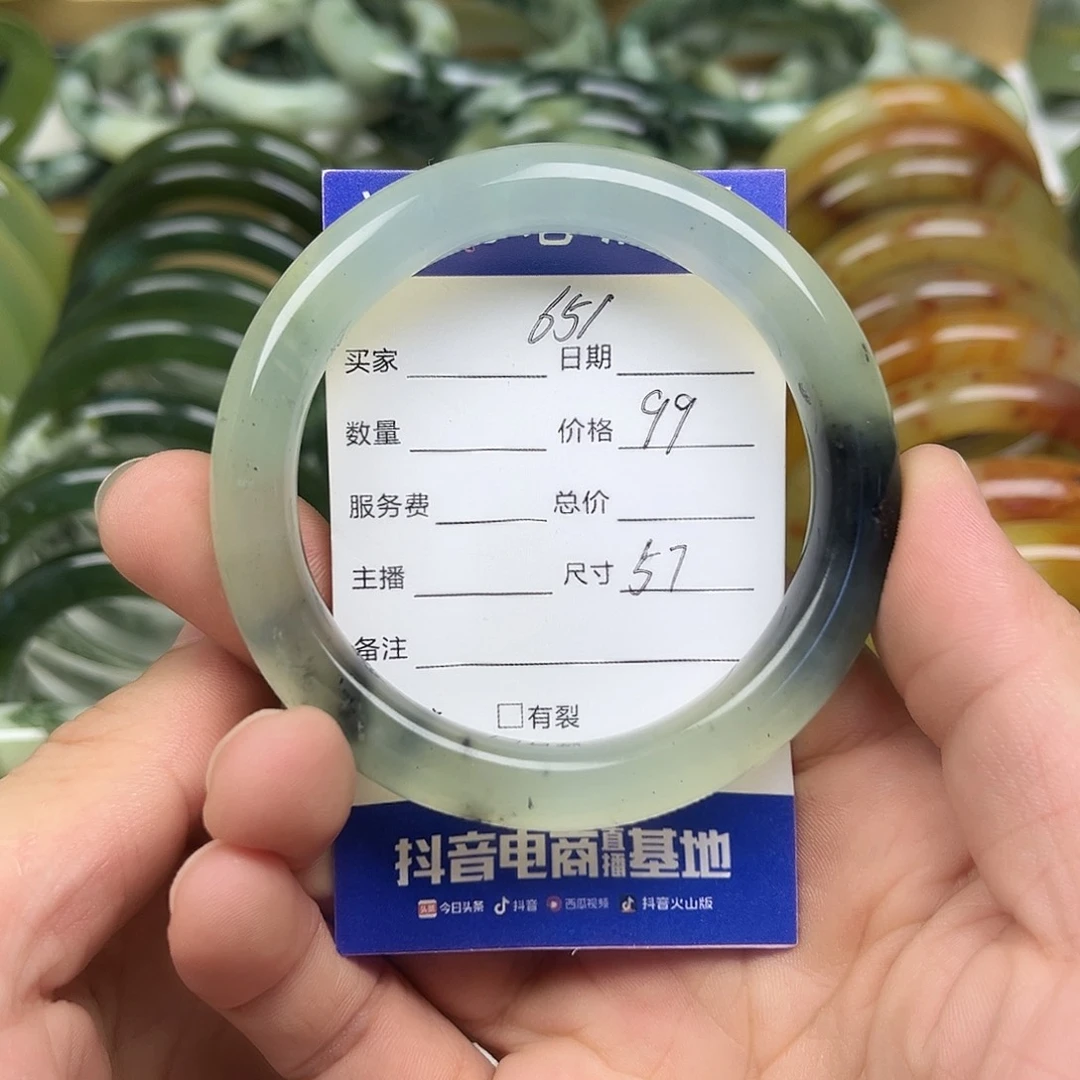 651
买家 日期
数量 价格 99
服务费 总价
主播 尺寸 57
备注
□有裂
抖音电商直播基地
头条 今日头条 抖音 西瓜视频 抖音火山版